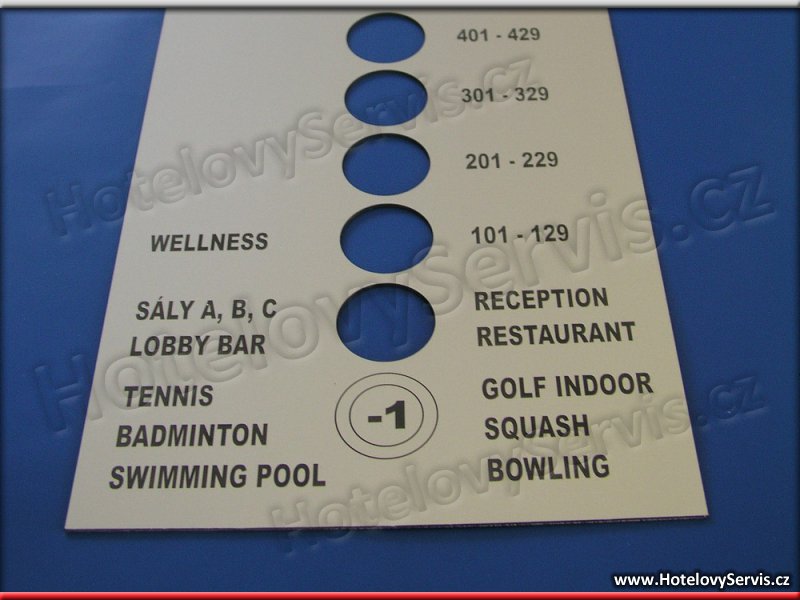 401 - 429
301 - 329
201 - 229
WELLNESS
101 - 129
SÁLY A, B, C
LOBBY BAR
RECEPTION
RESTAURANT
TENNIS
BADMINTON
SWIMMING POOL
-1
GOLF INDOOR
SQUASH
BOWLING
HotelovyServis.cz
HotelovyServis.cz
HotelovyServis.cz
www.HotelovyServis.cz